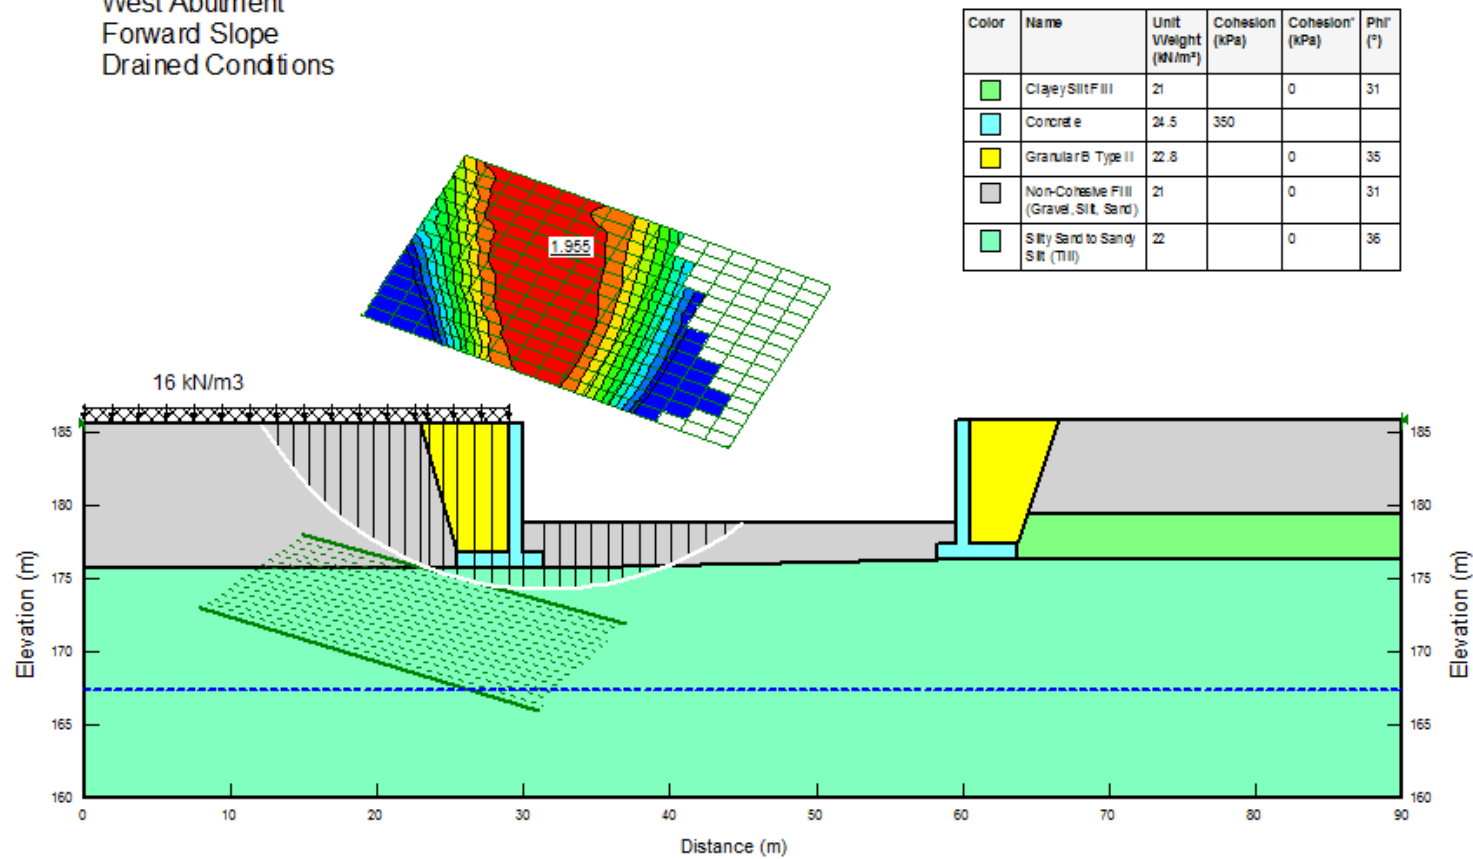 West Abutment
Forward Slope
Drained Conditions
Color Name Unit Weight (kN/m³) Cohesion (kPa) Cohesion' (kPa) Phi' (°)
Clayey Silt Fill 21 0 31
Concrete 24.5 350
Granular B Type II 22.8 0 35
Non-Cohesive Fill (Gravel, Silt, Sand) 21 0 31
Silty Sand to Sandy Silt (Till) 22 0 36
1.955
16 kN/m3
185 185
180 180
175 175
170 170
165 165
160 160
Elevation (m) Elevation (m)
0 10 20 30 40 50 60 70 80 90
Distance (m)